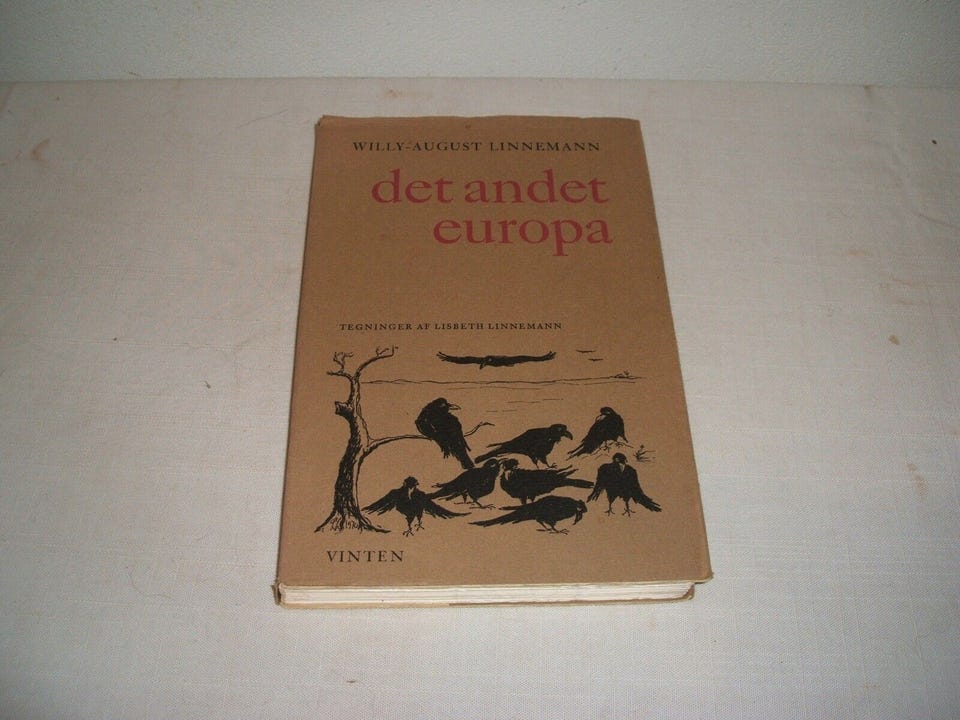 WILLY-AUGUST LINNEMANN
det andet
europa
TEGNINGER AF LISBETH LINNEMANN
VINTEN